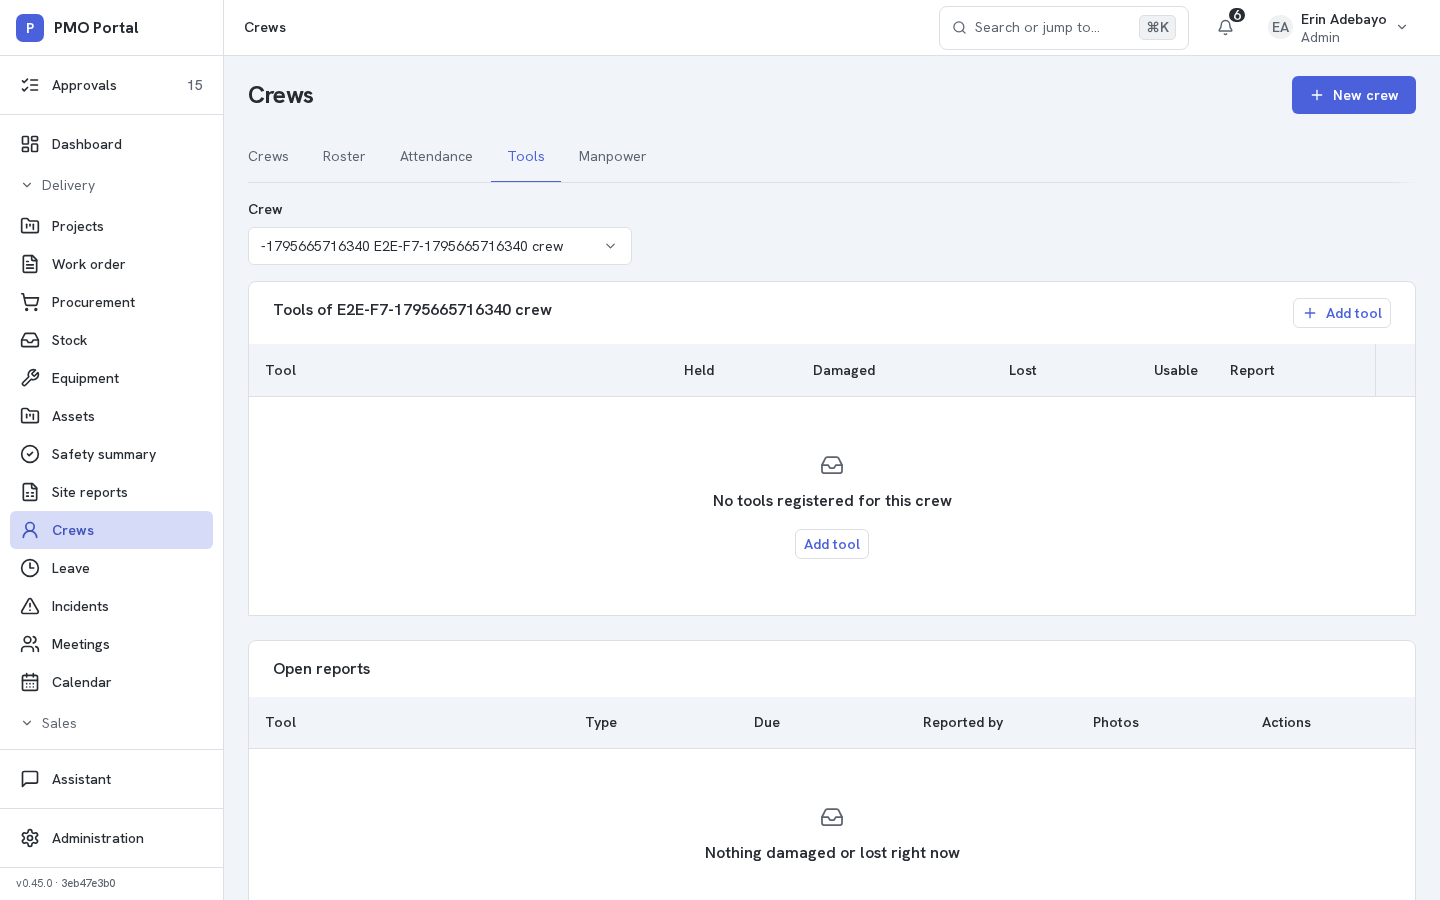 P PMO Portal
Crews
Search or jump to... ⌘K
6
EA
Erin Adebayo
Admin
Approvals 15
Dashboard
Delivery
Projects
Work order
Procurement
Stock
Equipment
Assets
Safety summary
Site reports
Crews
Leave
Incidents
Meetings
Calendar
Sales
Assistant
Administration
v0.45.0 · 3eb47e3b0
Crews
New crew
Crews Roster Attendance Tools Manpower
Crew
-1795665716340 E2E-F7-1795665716340 crew
Tools of E2E-F7-1795665716340 crew
Add tool
Tool Held Damaged Lost Usable Report
No tools registered for this crew
Add tool
Open reports
Tool Type Due Reported by Photos Actions
Nothing damaged or lost right now